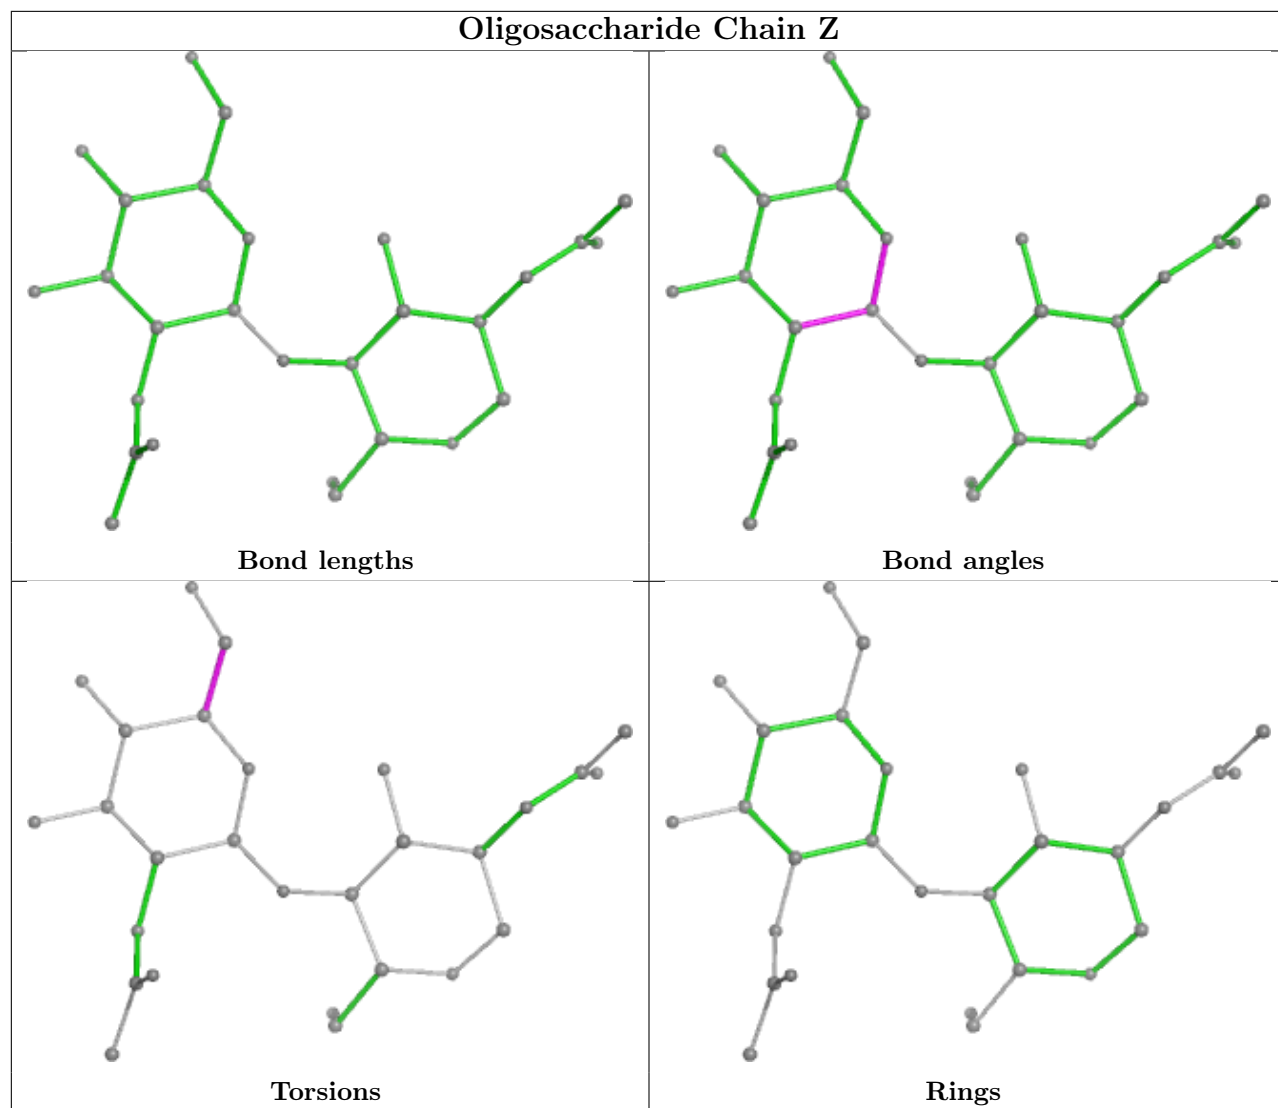 Oligosaccharide Chain Z
Bond lengths
Bond angles
Torsions
Rings